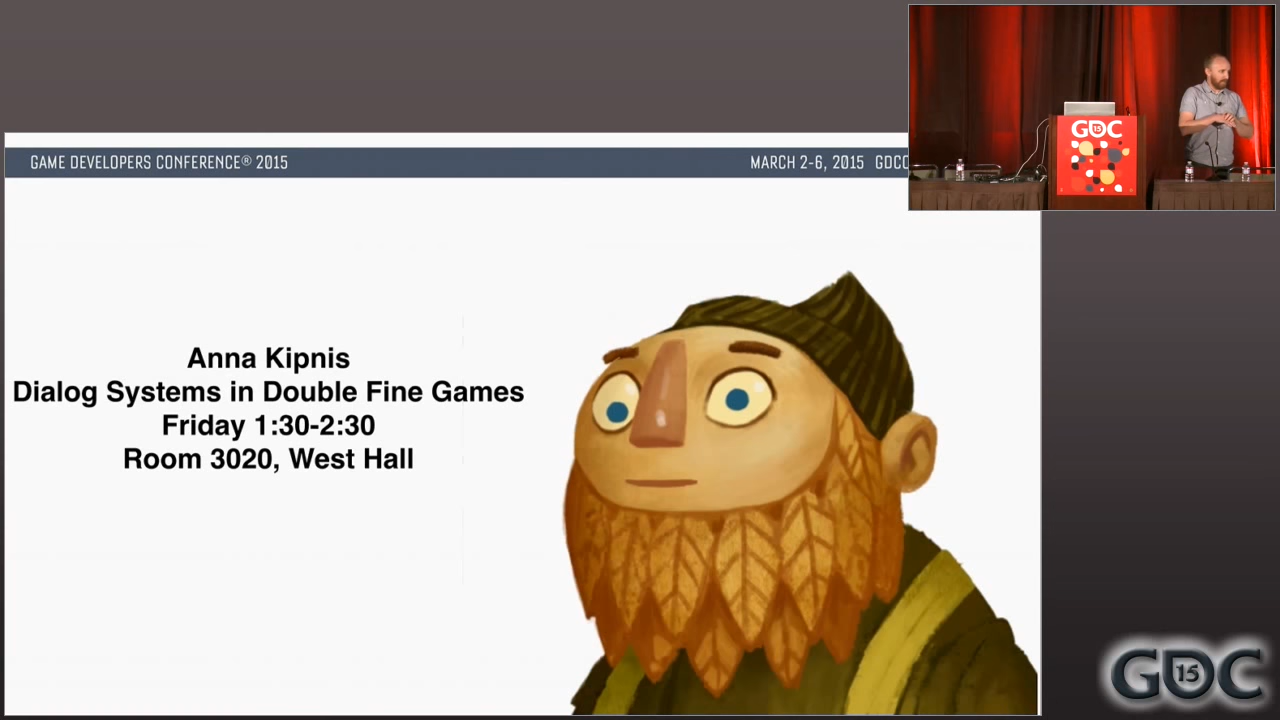 GAME DEVELOPERS CONFERENCE® 2015
MARCH 2-6, 2015 GDCO
GDC
15
Anna Kipnis
Dialog Systems in Double Fine Games
Friday 1:30-2:30
Room 3020, West Hall
GDC
15